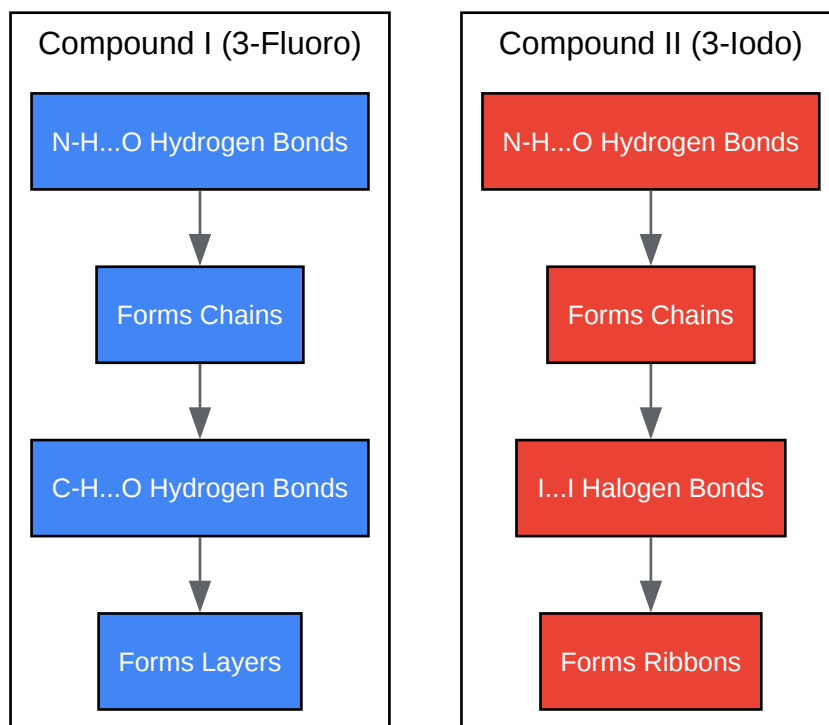 Compound I (3-Fluoro)
N-H...O Hydrogen Bonds
Forms Chains
C-H...O Hydrogen Bonds
Forms Layers
Compound II (3-Iodo)
N-H...O Hydrogen Bonds
Forms Chains
I...I Halogen Bonds
Forms Ribbons